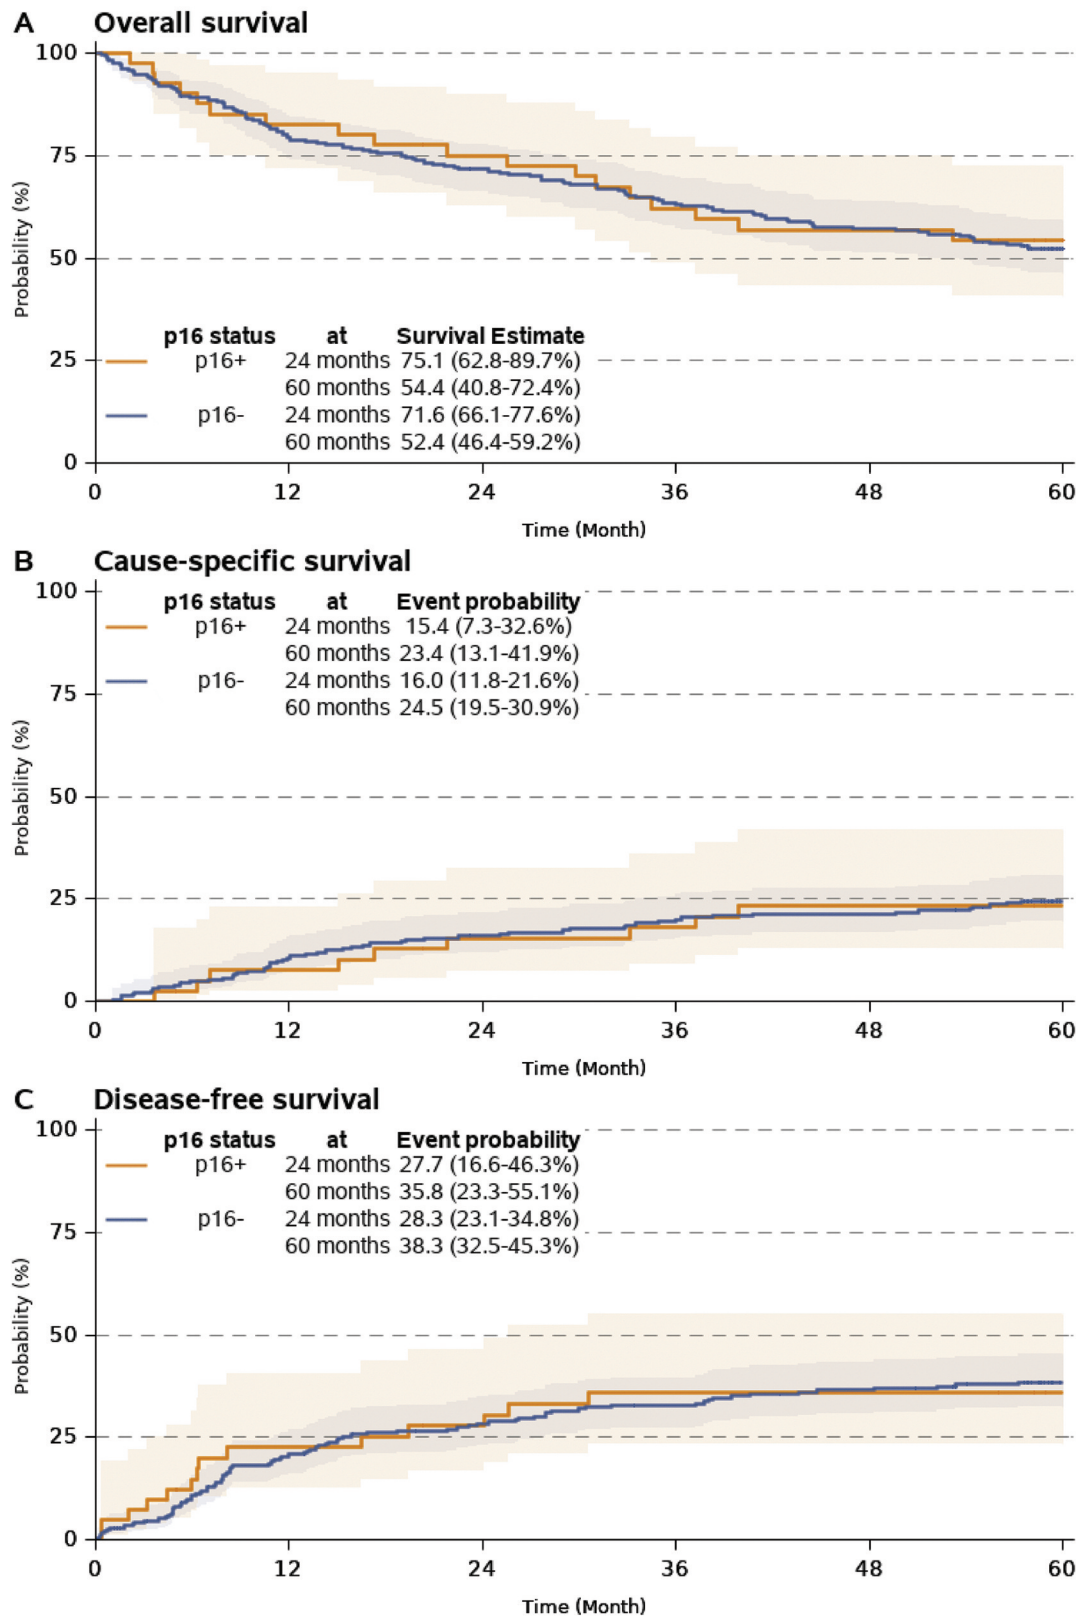 A Overall survival
100
75
50
25
0
Probability (%)
p16 status at Survival Estimate
p16+ 24 months 75.1 (62.8-89.7%)
60 months 54.4 (40.8-72.4%)
p16- 24 months 71.6 (66.1-77.6%)
60 months 52.4 (46.4-59.2%)
0 12 24 36 48 60
Time (Month)
B Cause-specific survival
100
75
50
25
0
Probability (%)
p16 status at Event probability
p16+ 24 months 15.4 (7.3-32.6%)
60 months 23.4 (13.1-41.9%)
p16- 24 months 16.0 (11.8-21.6%)
60 months 24.5 (19.5-30.9%)
0 12 24 36 48 60
Time (Month)
C Disease-free survival
100
75
50
25
0
Probability (%)
p16 status at Event probability
p16+ 24 months 27.7 (16.6-46.3%)
60 months 35.8 (23.3-55.1%)
p16- 24 months 28.3 (23.1-34.8%)
60 months 38.3 (32.5-45.3%)
0 12 24 36 48 60
Time (Month)